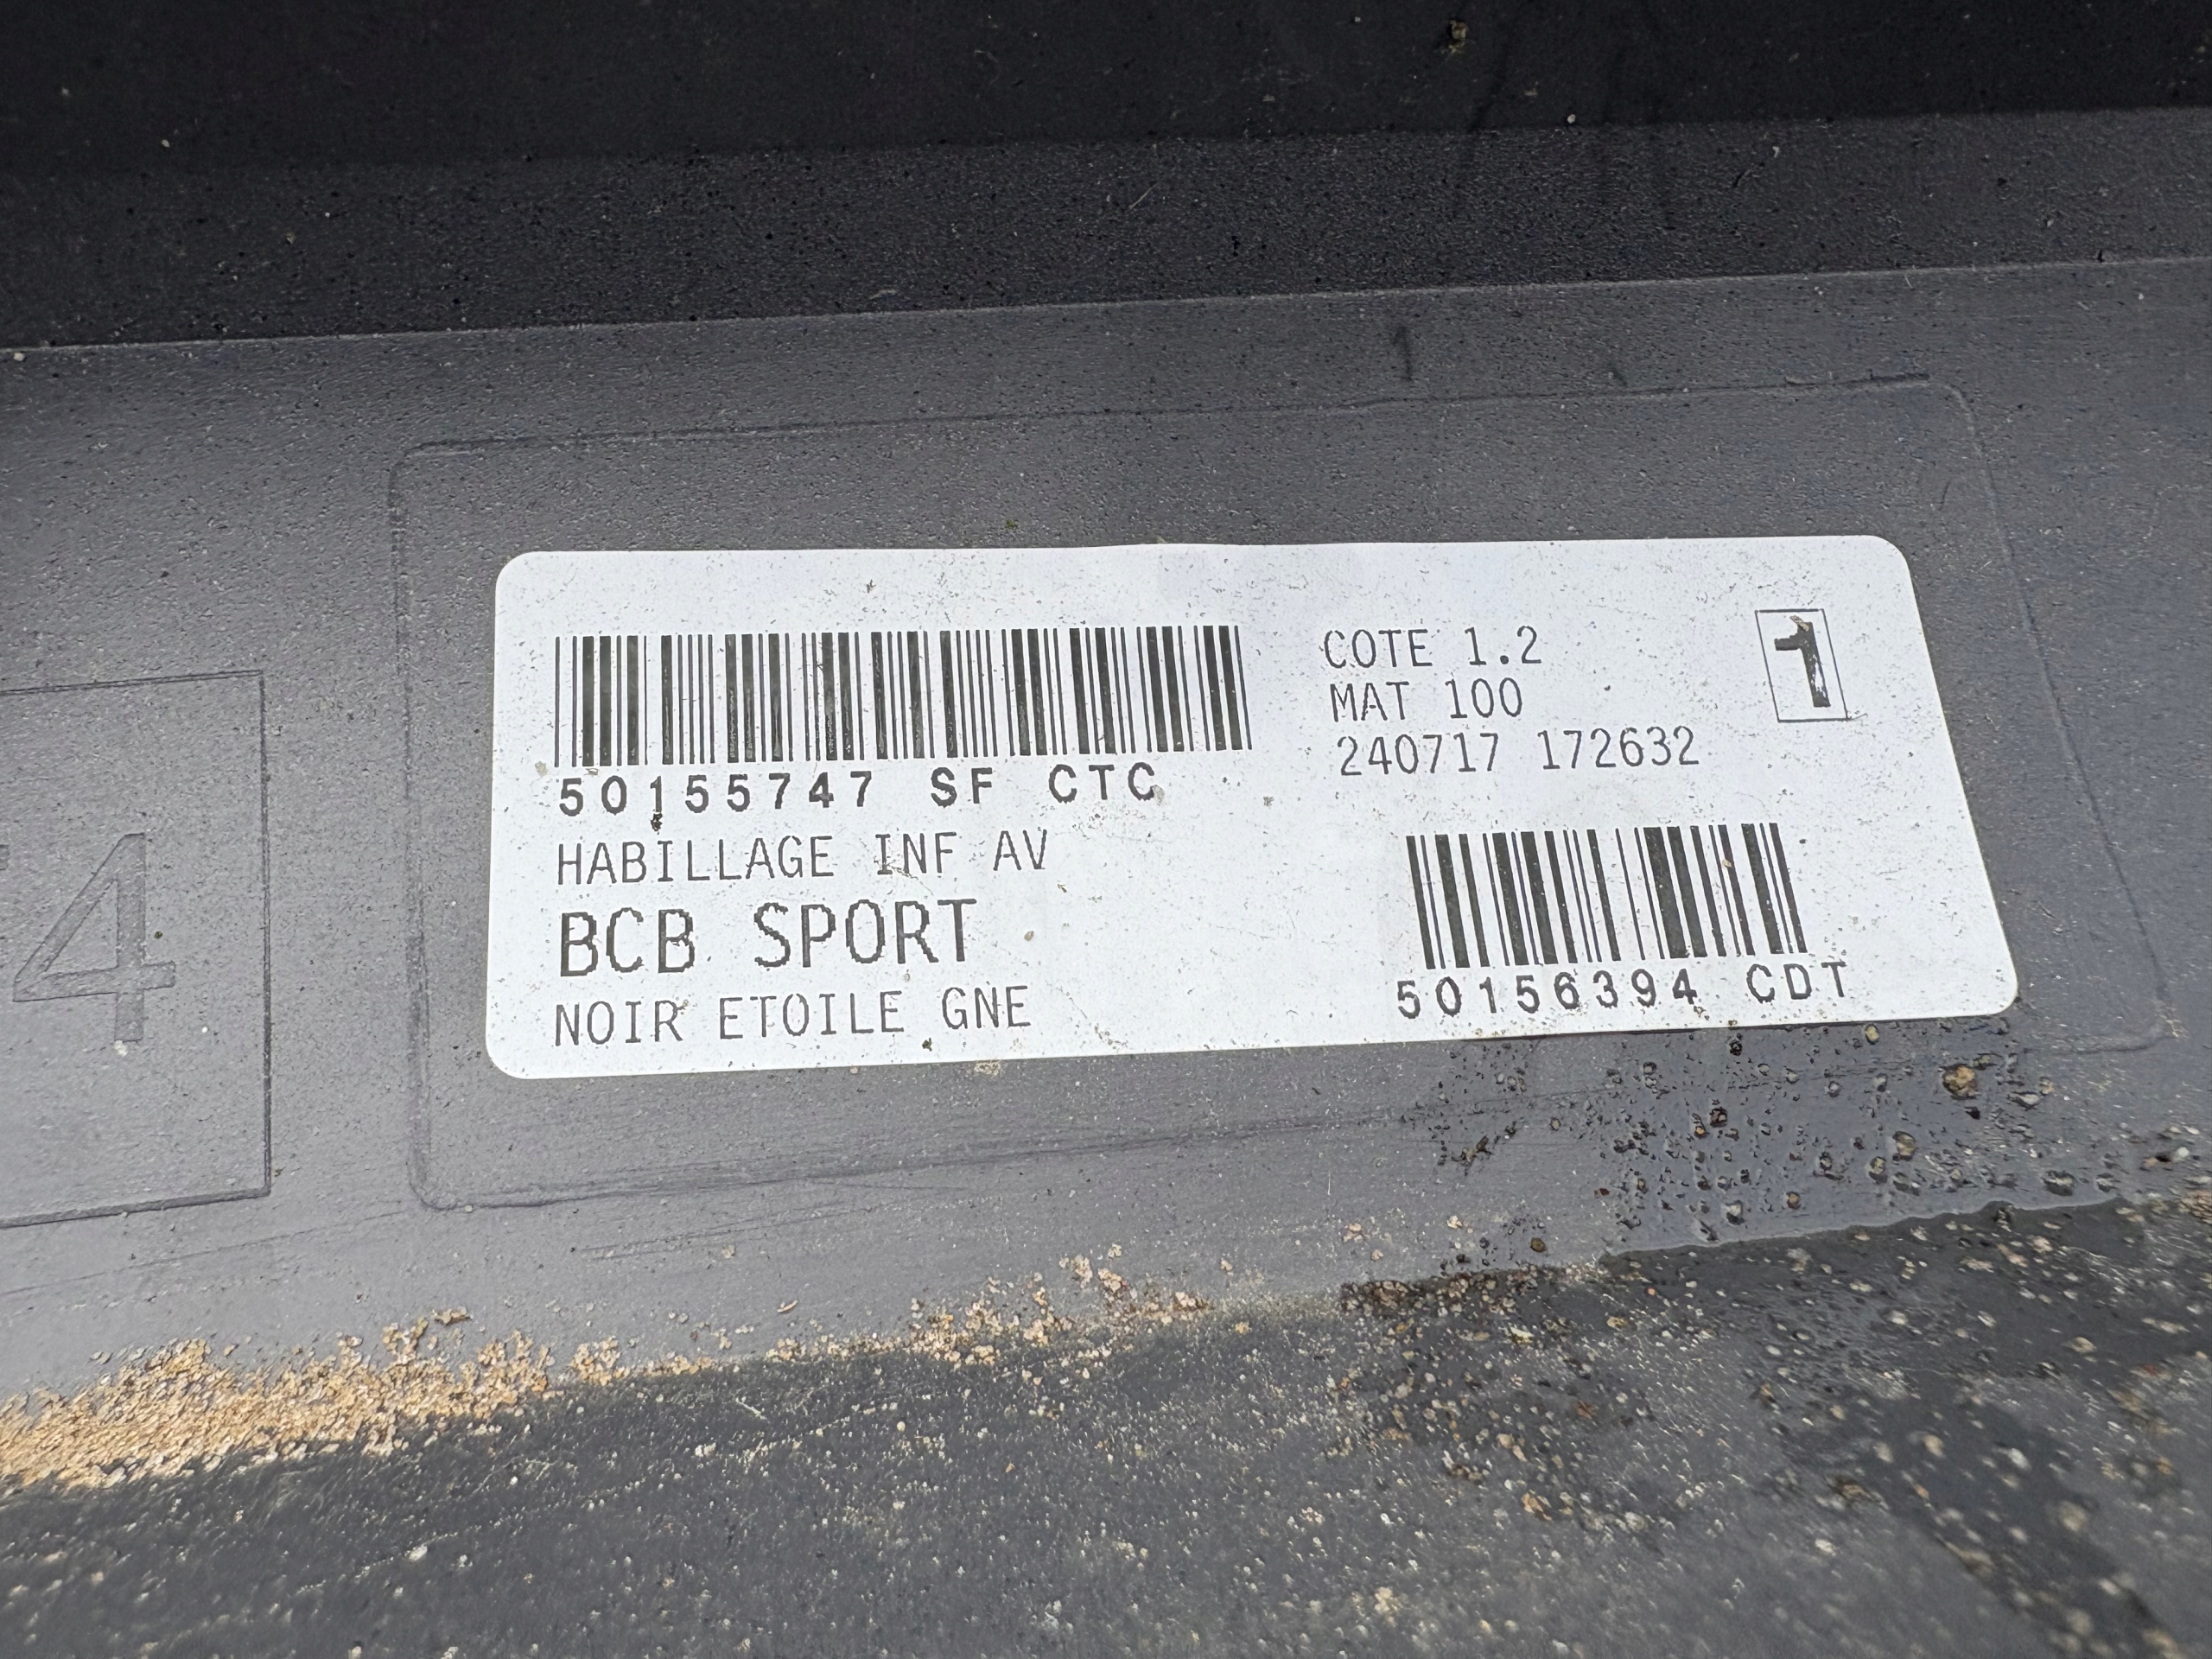 50155747 SF CTC
HABILLAGE INF AV
BCB SPORT
NOIR ETOILE GNE
COTE 1.2
MAT 100
240717 172632
1
50156394 CDT
4